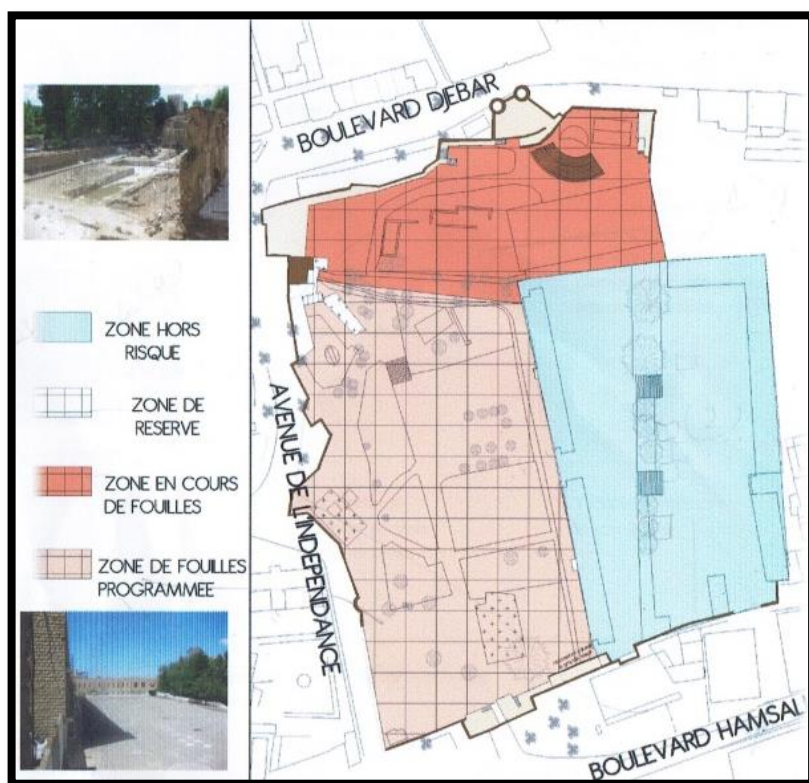 ZONE HORS
RISQUE
ZONE DE
RESERVE
ZONE EN COURS
DE FOUILLES
ZONE DE FOUILLES
PROGRAMMEE
BOULEVARD DJEBAR
AVENUE DE L'INDEPENDANCE
BOULEVARD HAMSAL